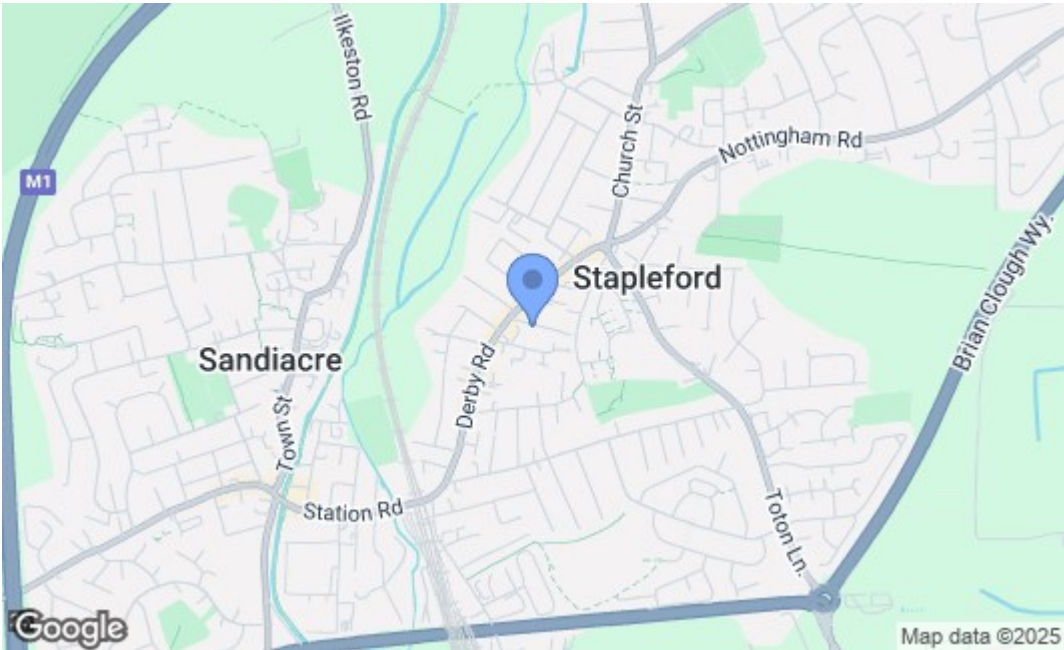 Ilkeston Rd
M1
Church St
Nottingham Rd
Stapleford
Brian Clough Wy.
Sandiacre
Derby Rd
Town St
Station Rd
Toton Ln.
Google
Map data ©2025